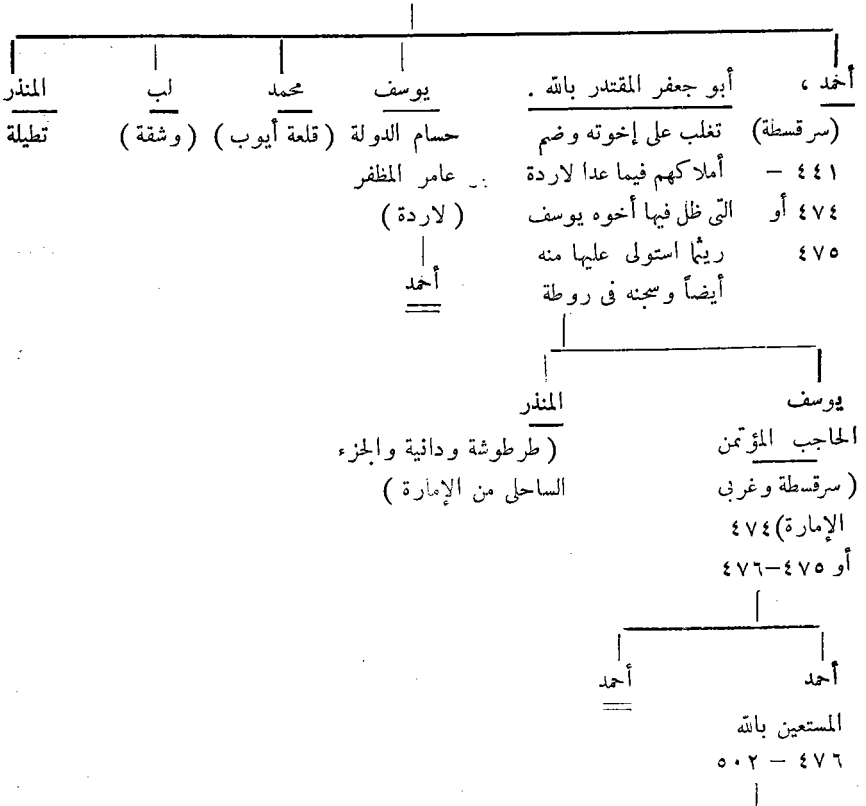 أحمد ، أبو جعفر المقتدر بالله . يوسف محمد لب المنذر
(سرقسطة) تغلب على إخوته وضم حسام الدولة ( قلعة أيوب ) ( وشقة ) تطيلة
٤٤١ – أملاكهم فيما عدا لاردة عامر المظفر
٤٧٤ أو التى ظل فيها أخوه يوسف ( لاردة )
٤٧٥ ريثما استولى عليها منه
أيضاً وسجنه فى روطة
أحمد
يوسف المنذر
الحاجب المؤتمن ( طرطوشة ودانية والجزء
( سرقسطة وغربى الساحلى من الإمارة )
الإمارة) ٤٧٤
أو ٤٧٥–٤٧٦
أحمد أحمد
المستعين بالله
٤٧٦ – ٥٠٢